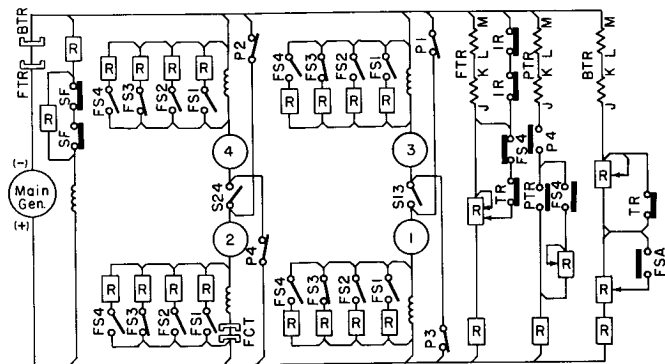 BTR
FTR
(-)
Main
Gen.
(+)
R
R
SF
SF
R
R
R
R
FS4
FS3
FS2
FS1
P2
4
S24
2
P4
R
R
R
R
FS4
FS3
FS2
FS1
FCT
R
R
R
R
FS4
FS3
FS2
FS1
P1
3
S13
1
P3
FS4
FS3
FS2
FS1
R
R
R
R
FTR
M
K L
J
IR
IR
FS4
TR
R
R
PTR
M
K L
J
P4
PTR
FS4
R
R
BTR
M
K L
J
R
TR
FSA
R
R